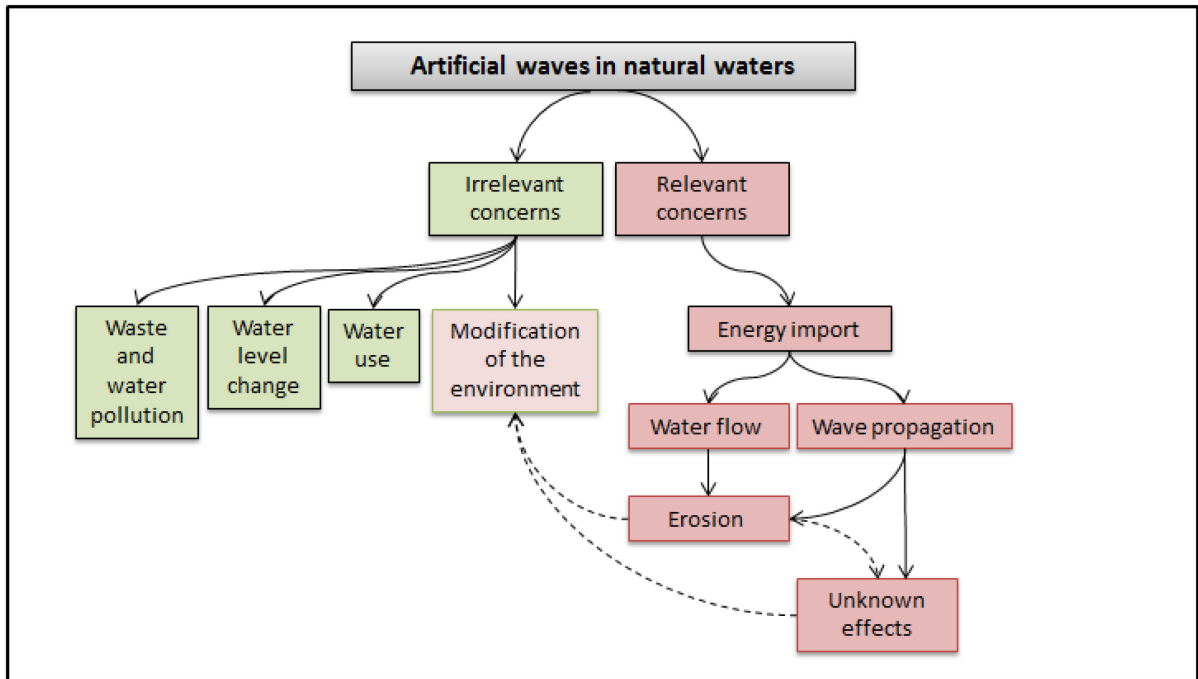 Artificial waves in natural waters
Irrelevant
concerns
Relevant
concerns
Waste
and
water
pollution
Water
level
change
Water
use
Modification
of the
environment
Energy import
Water flow
Wave propagation
Erosion
Unknown
effects